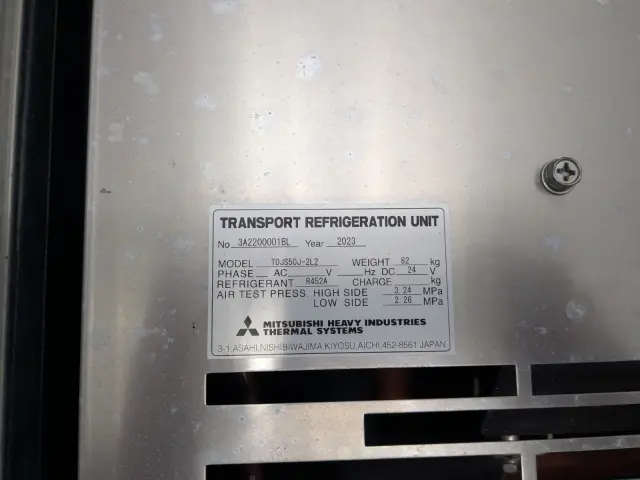 TRANSPORT REFRIGERATION UNIT
No 3A2200001BL Year 2023
MODEL TDJS50J-2L2 WEIGHT 62 kg
PHASE AC V Hz DC 24 V
REFRIGERANT R452A CHARGE kg
AIR TEST PRESS. HIGH SIDE 3.24 MPa
LOW SIDE 2.26 MPa
MITSUBISHI HEAVY INDUSTRIES
THERMAL SYSTEMS
3-1,ASAHI,NISHIBIWAJIMA,KIYOSU,AICHI,452-8561 JAPAN